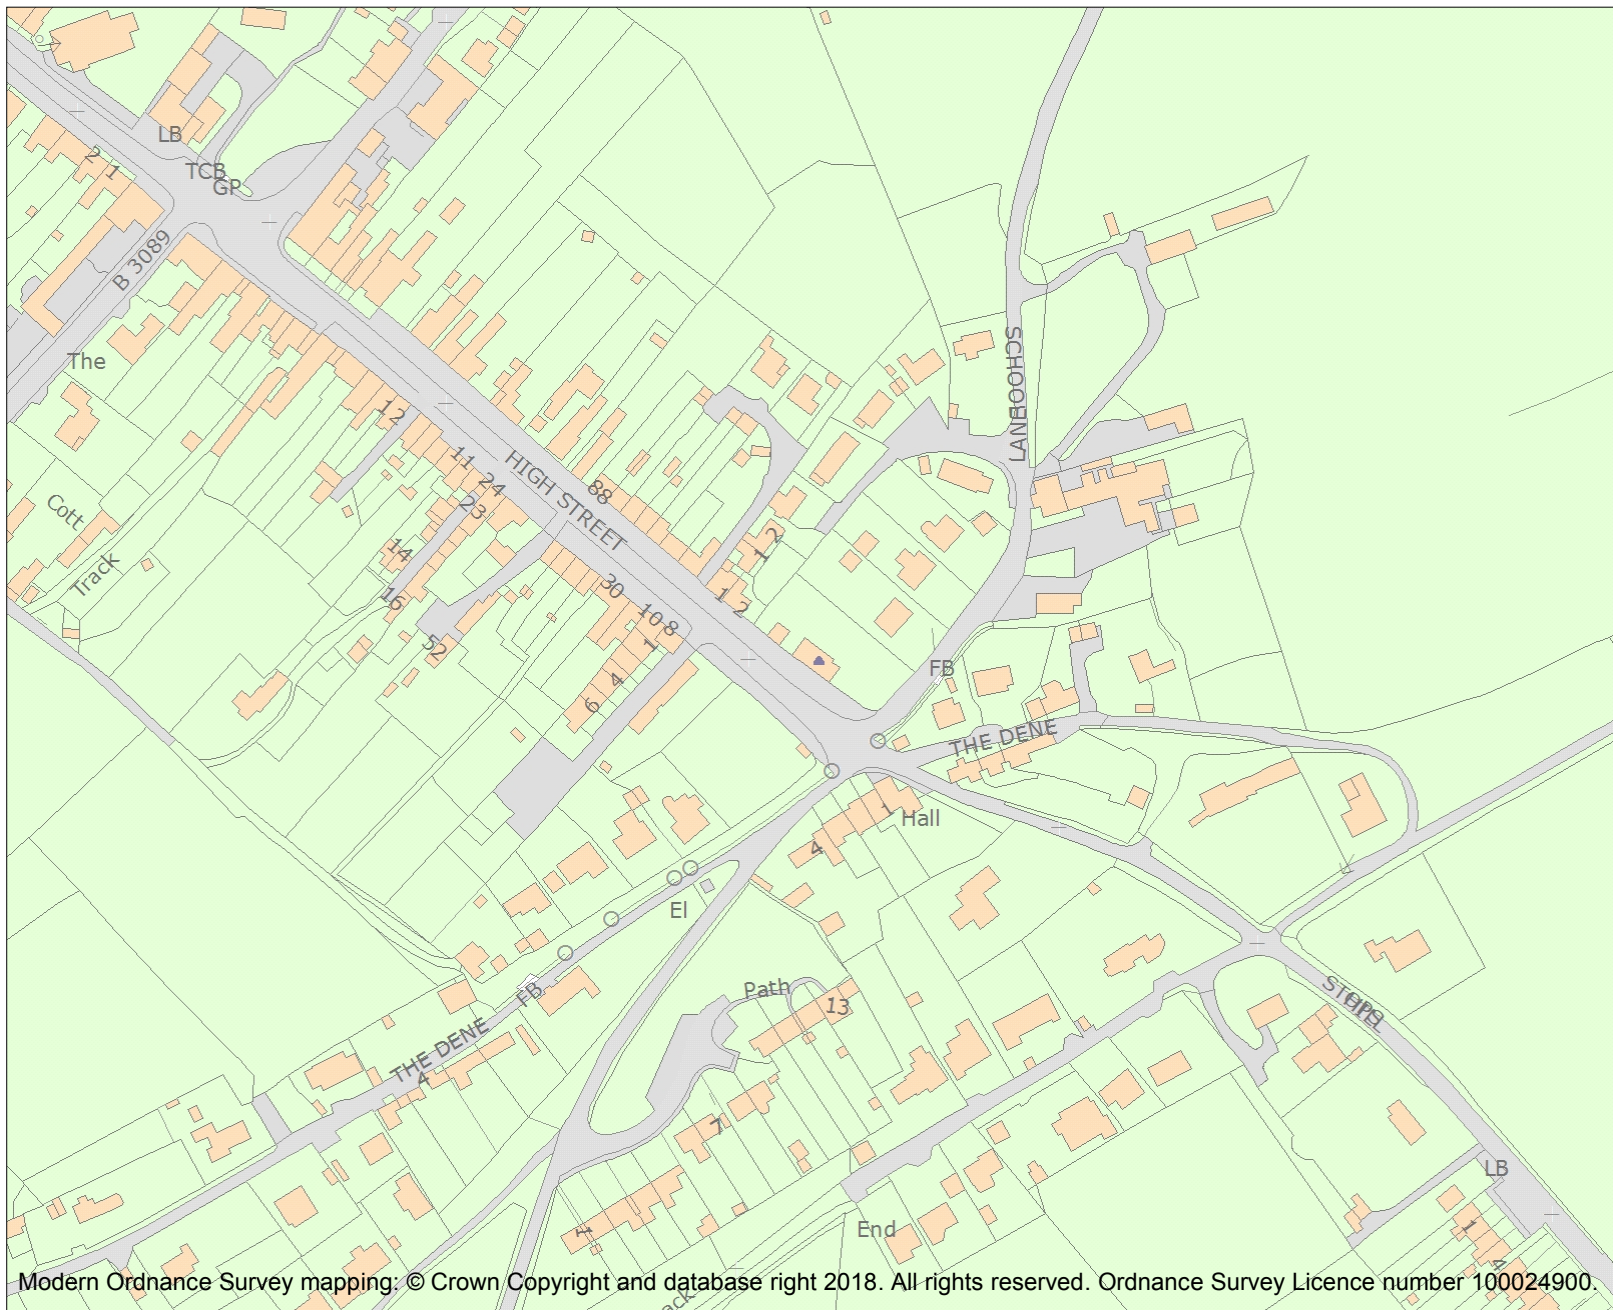 LB
TCB
GP
2
1
B 3089
The
SCHOOL LANE
12
11
24
HIGH STREET
88
23
Cott
14
Track
16
30
2
1
1 2
10 8
52
1
4
6
FB
THE DENE
1
Hall
4
El
Path
13
FB
THE DENE
4
7
LB
1
End
1
4
ack
Modern Ordnance Survey mapping: © Crown Copyright and database right 2018. All rights reserved. Ordnance Survey Licence number 100024900.